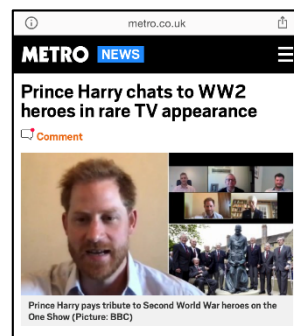 metro.co.uk
METRO NEWS
Prince Harry chats to WW2
heroes in rare TV appearance
Comment
Prince Harry pays tribute to Second World War heroes on the
One Show (Picture: BBC)